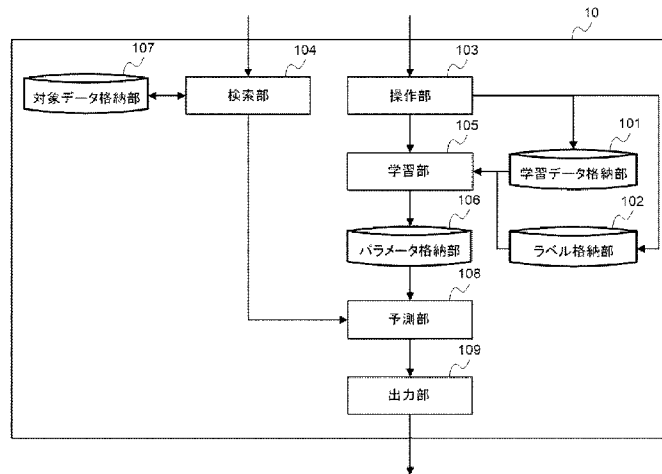 10
107
104
103
対象データ格納部
検索部
操作部
105
101
学習部
学習データ格納部
106
102
パラメータ格納部
ラベル格納部
108
予測部
109
出力部